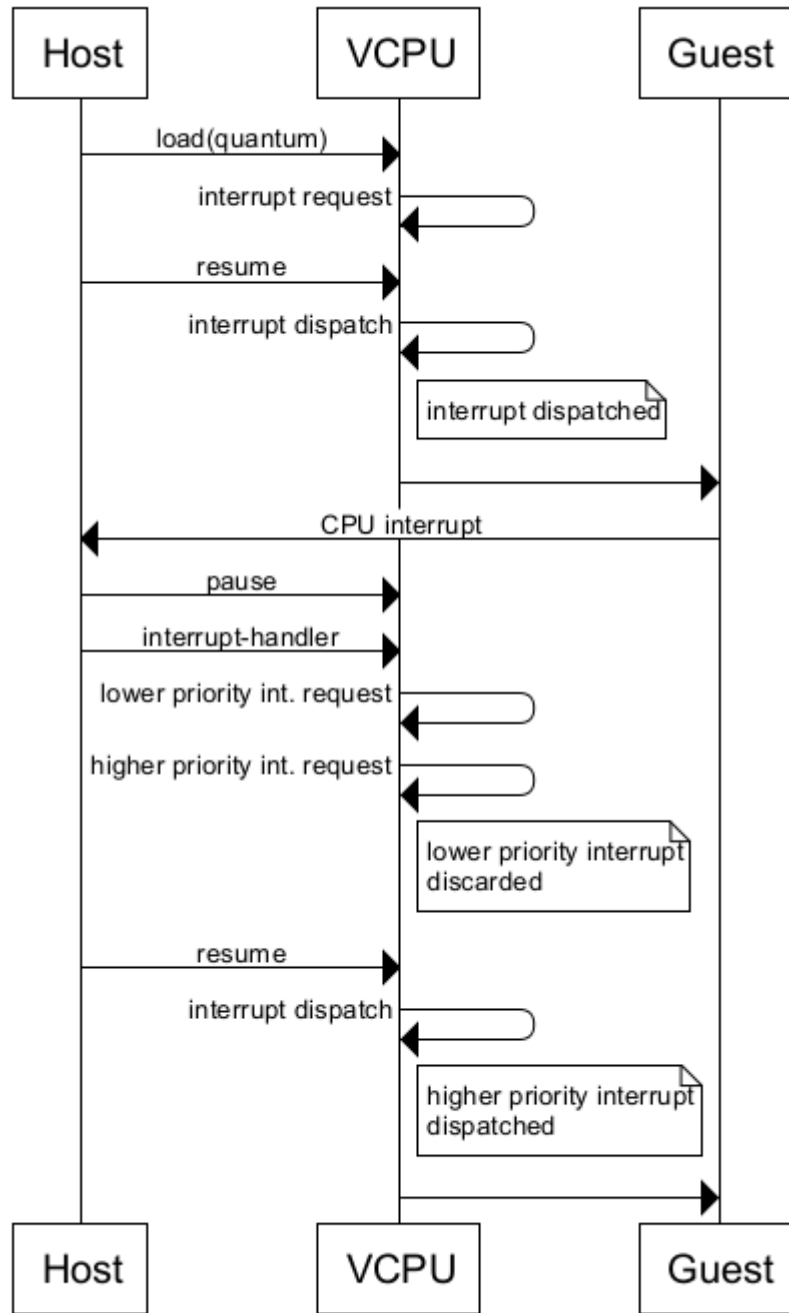 Host VCPU Guest
load(quantum)
interrupt request
resume
interrupt dispatch
interrupt dispatched
CPU interrupt
pause
interrupt-handler
lower priority int. request
higher priority int. request
lower priority interrupt
discarded
resume
interrupt dispatch
higher priority interrupt
dispatched
Host VCPU Guest